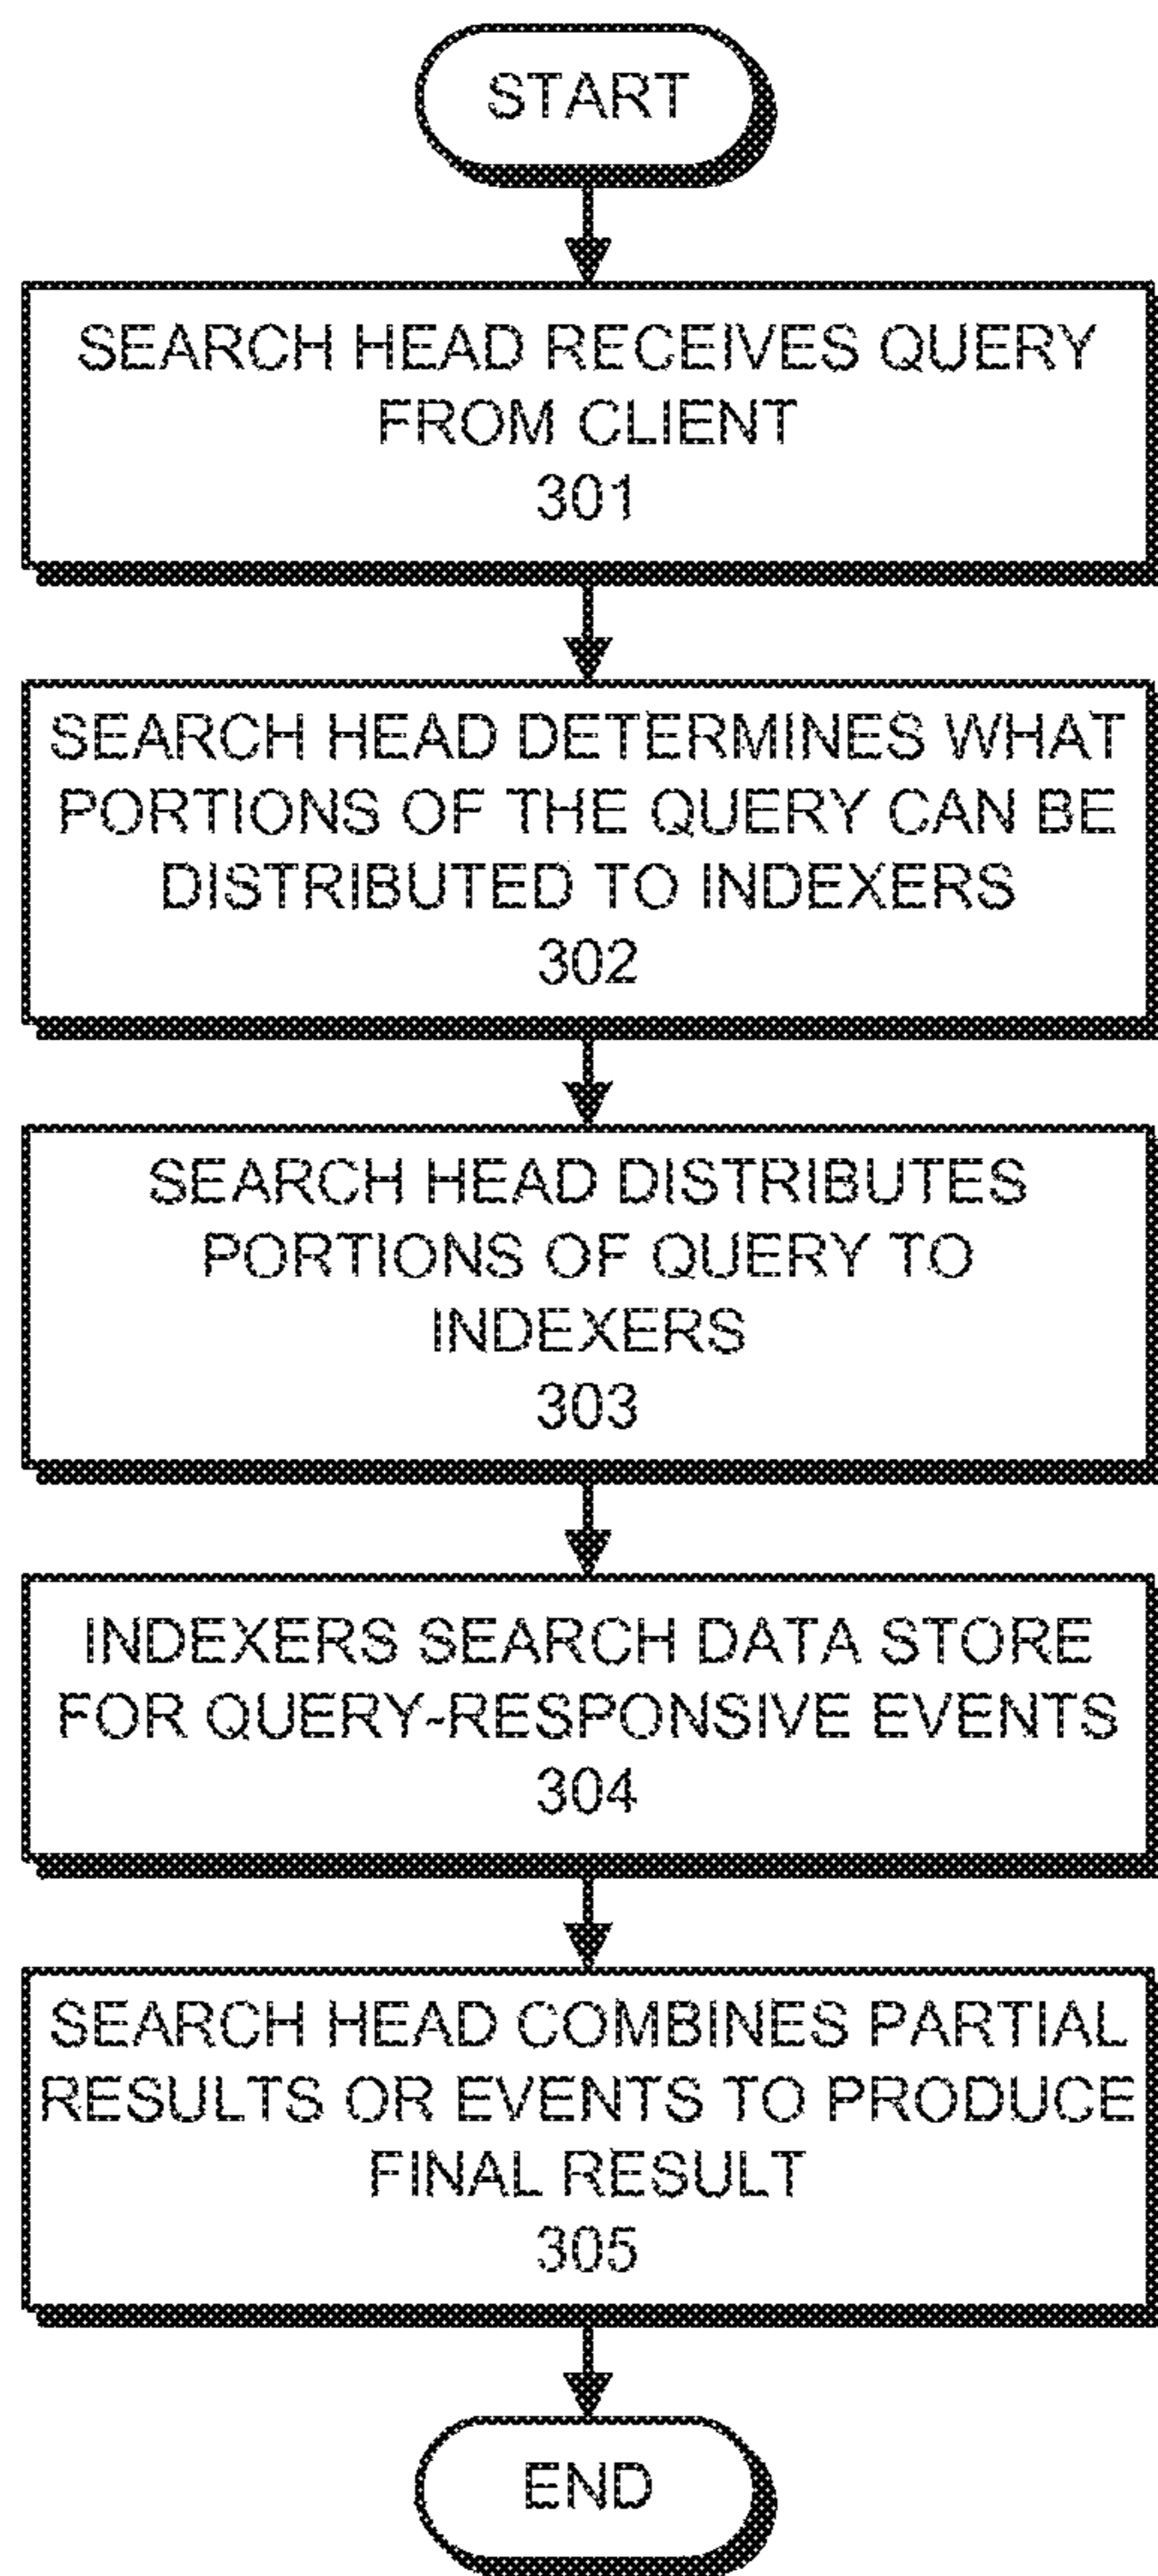 START
SEARCH HEAD RECEIVES QUERY
FROM CLIENT
301
SEARCH HEAD DETERMINES WHAT
PORTIONS OF THE QUERY CAN BE
DISTRIBUTED TO INDEXERS
302
SEARCH HEAD DISTRIBUTES
PORTIONS OF QUERY TO
INDEXERS
303
INDEXERS SEARCH DATA STORE
FOR QUERY-RESPONSIVE EVENTS
304
SEARCH HEAD COMBINES PARTIAL
RESULTS OR EVENTS TO PRODUCE
FINAL RESULT
305
END